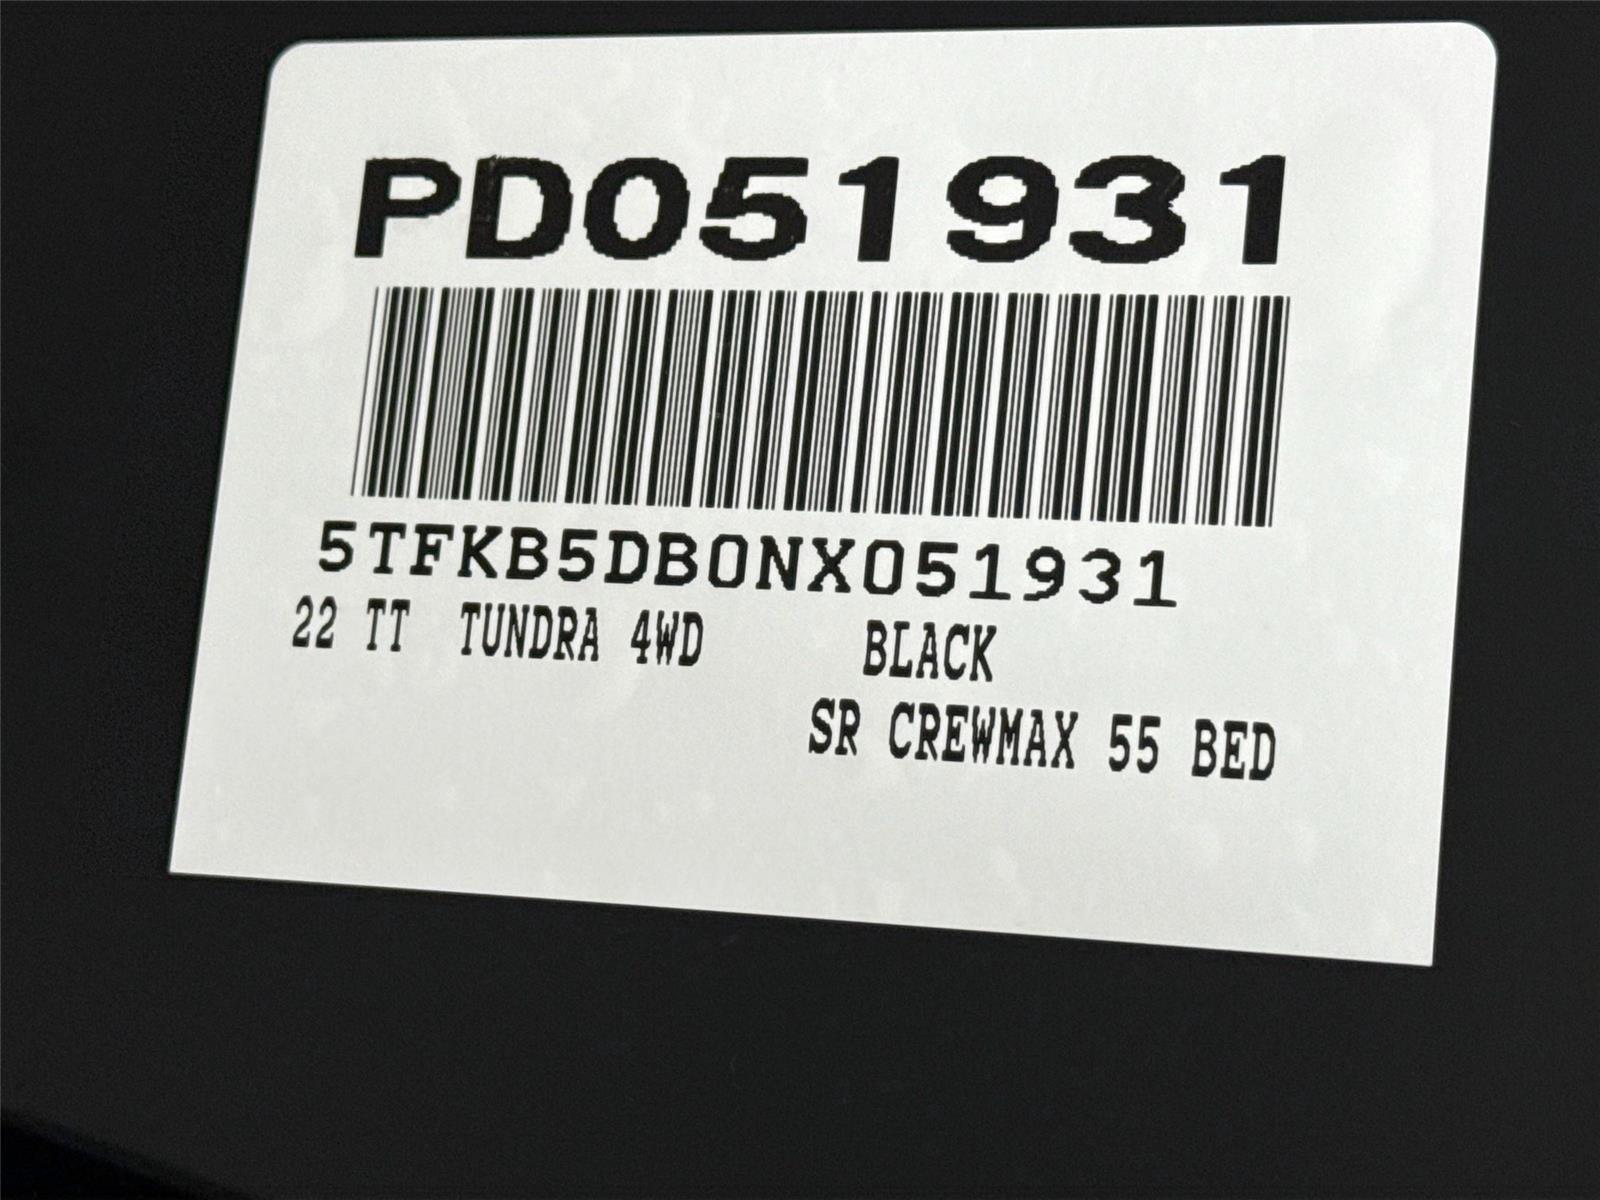 PD051931
5TFKB5DB0NX051931
22 TT TUNDRA 4WD BLACK
SR CREWMAX 55 BED